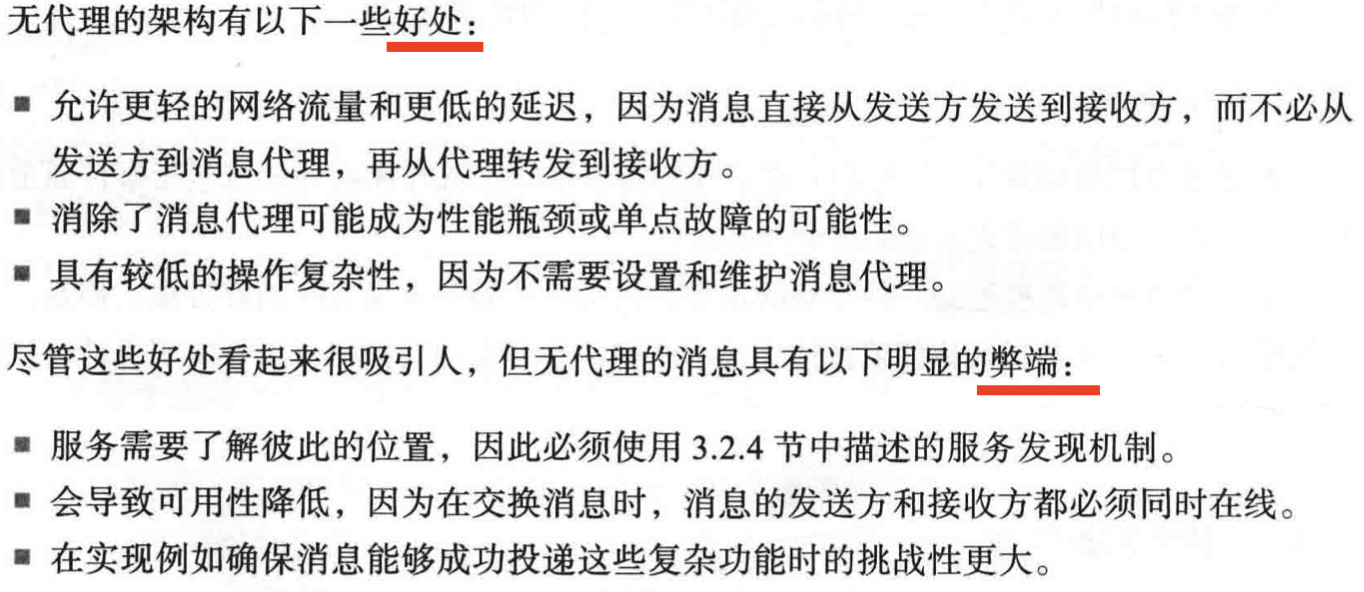 无代理的架构有以下一些好处：
■ 允许更轻的网络流量和更低的延迟，因为消息直接从发送方发送到接收方，而不必从
发送方到消息代理，再从代理转发到接收方。
■ 消除了消息代理可能成为性能瓶颈或单点故障的可能性。
■ 具有较低的操作复杂性，因为不需要设置和维护消息代理。
尽管这些好处看起来很吸引人，但无代理的消息具有以下明显的弊端：
■ 服务需要了解彼此的位置，因此必须使用 3.2.4 节中描述的服务发现机制。
■ 会导致可用性降低，因为在交换消息时，消息的发送方和接收方都必须同时在线。
■ 在实现例如确保消息能够成功投递这些复杂功能时的挑战性更大。